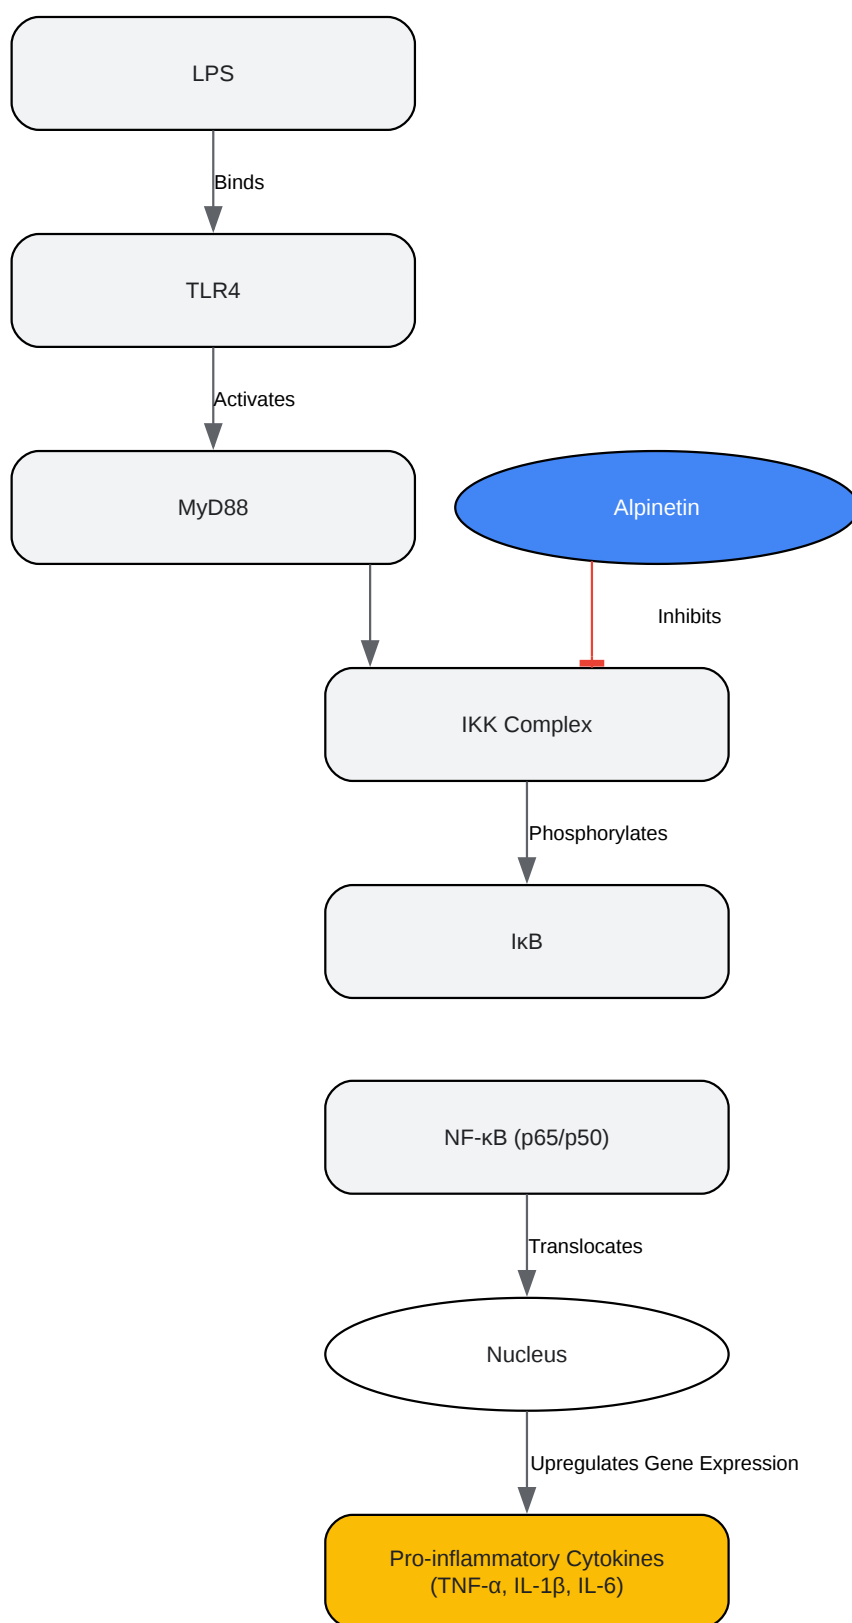 LPS
Binds
TLR4
Activates
MyD88
Alpinetin
Inhibits
IKK Complex
Phosphorylates
IκB
NF-κB (p65/p50)
Translocates
Nucleus
Upregulates Gene Expression
Pro-inflammatory Cytokines
(TNF-α, IL-1β, IL-6)